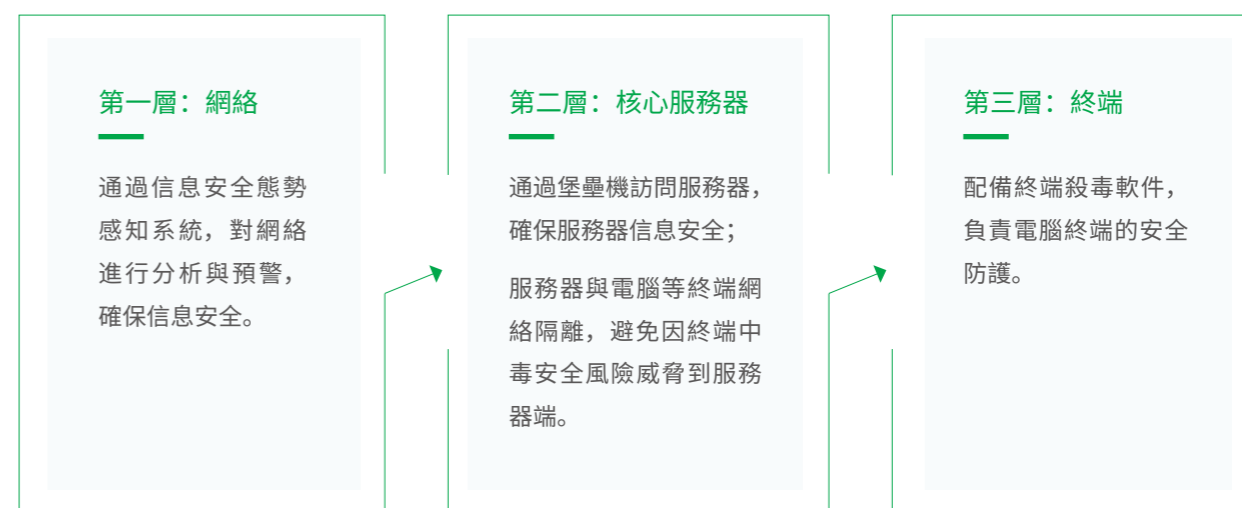 第一層：網絡
通過信息安全態勢
感知系統，對網絡
進行分析與預警，
確保信息安全。
第二層：核心服務器
通過堡壘機訪問服務器，
確保服務器信息安全；
服務器與電腦等終端網
絡隔離，避免因終端中
毒安全風險威脅到服務
器端。
第三層：終端
配備終端殺毒軟件，
負責電腦終端的安全
防護。